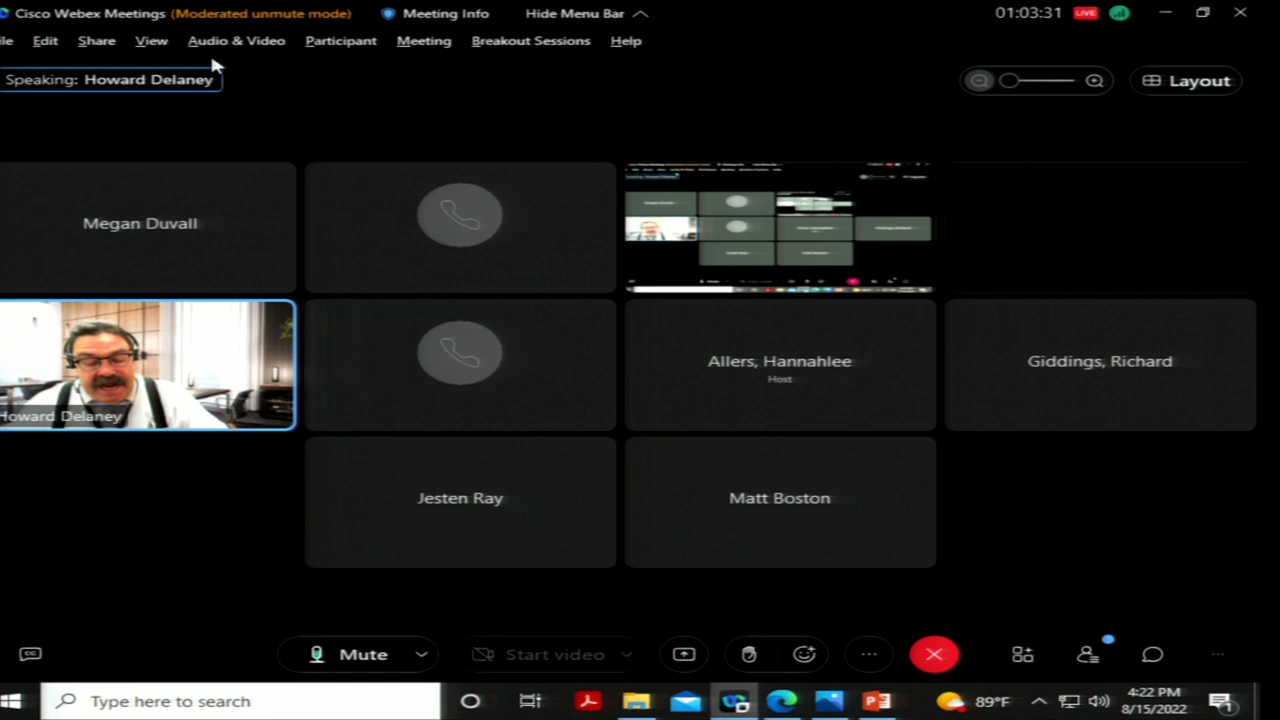 Cisco Webex Meetings (Moderated unmute mode) Meeting Info Hide Menu Bar 01:03:31 LIVE
Edit Share View Audio & Video Participant Meeting Breakout Sessions Help
Speaking: Howard Delaney
Layout
Megan Duvall
Howard Delaney
Allers, Hannahlee
Host
Giddings, Richard
Jesten Ray
Matt Boston
CC
Mute
Start video
Type here to search
89°F
4:22 PM
8/15/2022
1